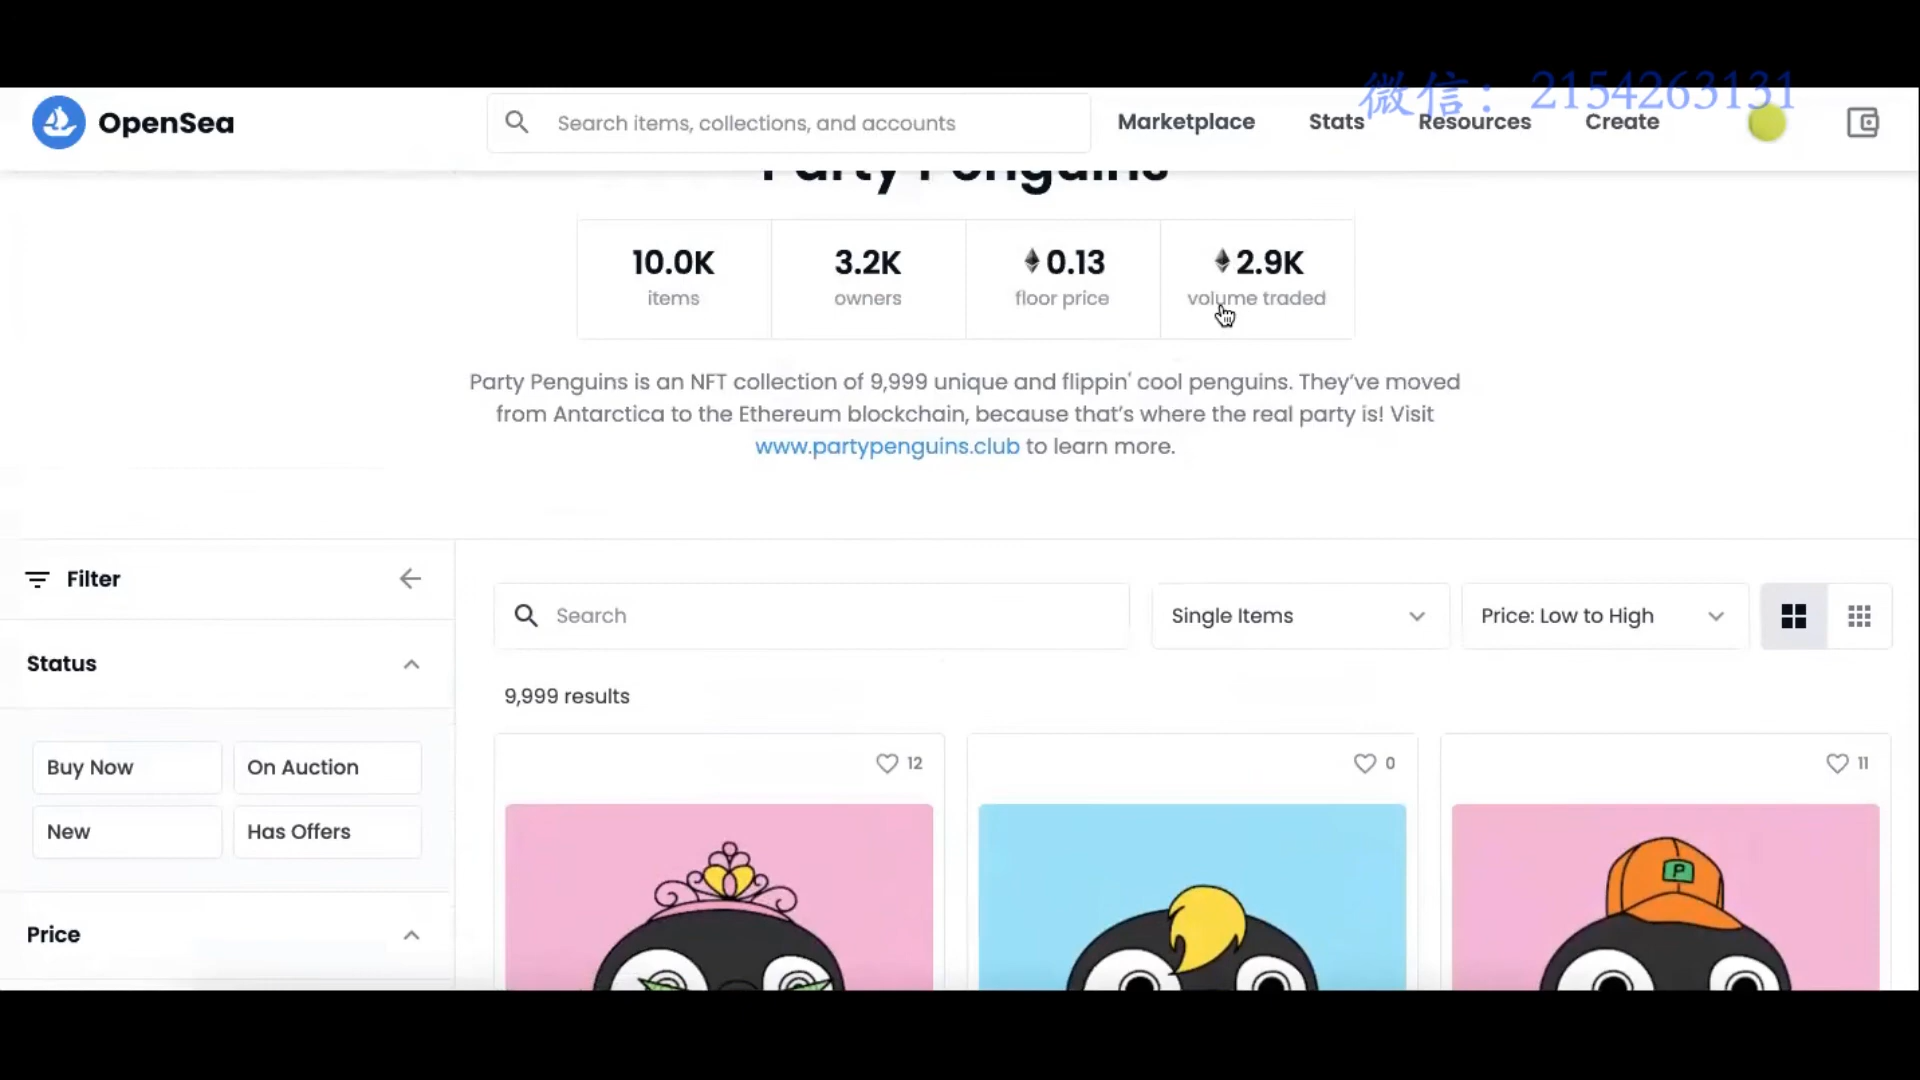 微信：2154263131
OpenSea
Search items, collections, and accounts
Marketplace
Stats
Resources
Create
Party Penguins
10.0K
items
3.2K
owners
0.13
floor price
2.9K
volume traded
Party Penguins is an NFT collection of 9,999 unique and flippin' cool penguins. They’ve moved
from Antarctica to the Ethereum blockchain, because that’s where the real party is! Visit
www.partypenguins.club to learn more.
Filter
Search
Single Items
Price: Low to High
Status
9,999 results
Buy Now
On Auction
12
0
11
New
Has Offers
P
Price